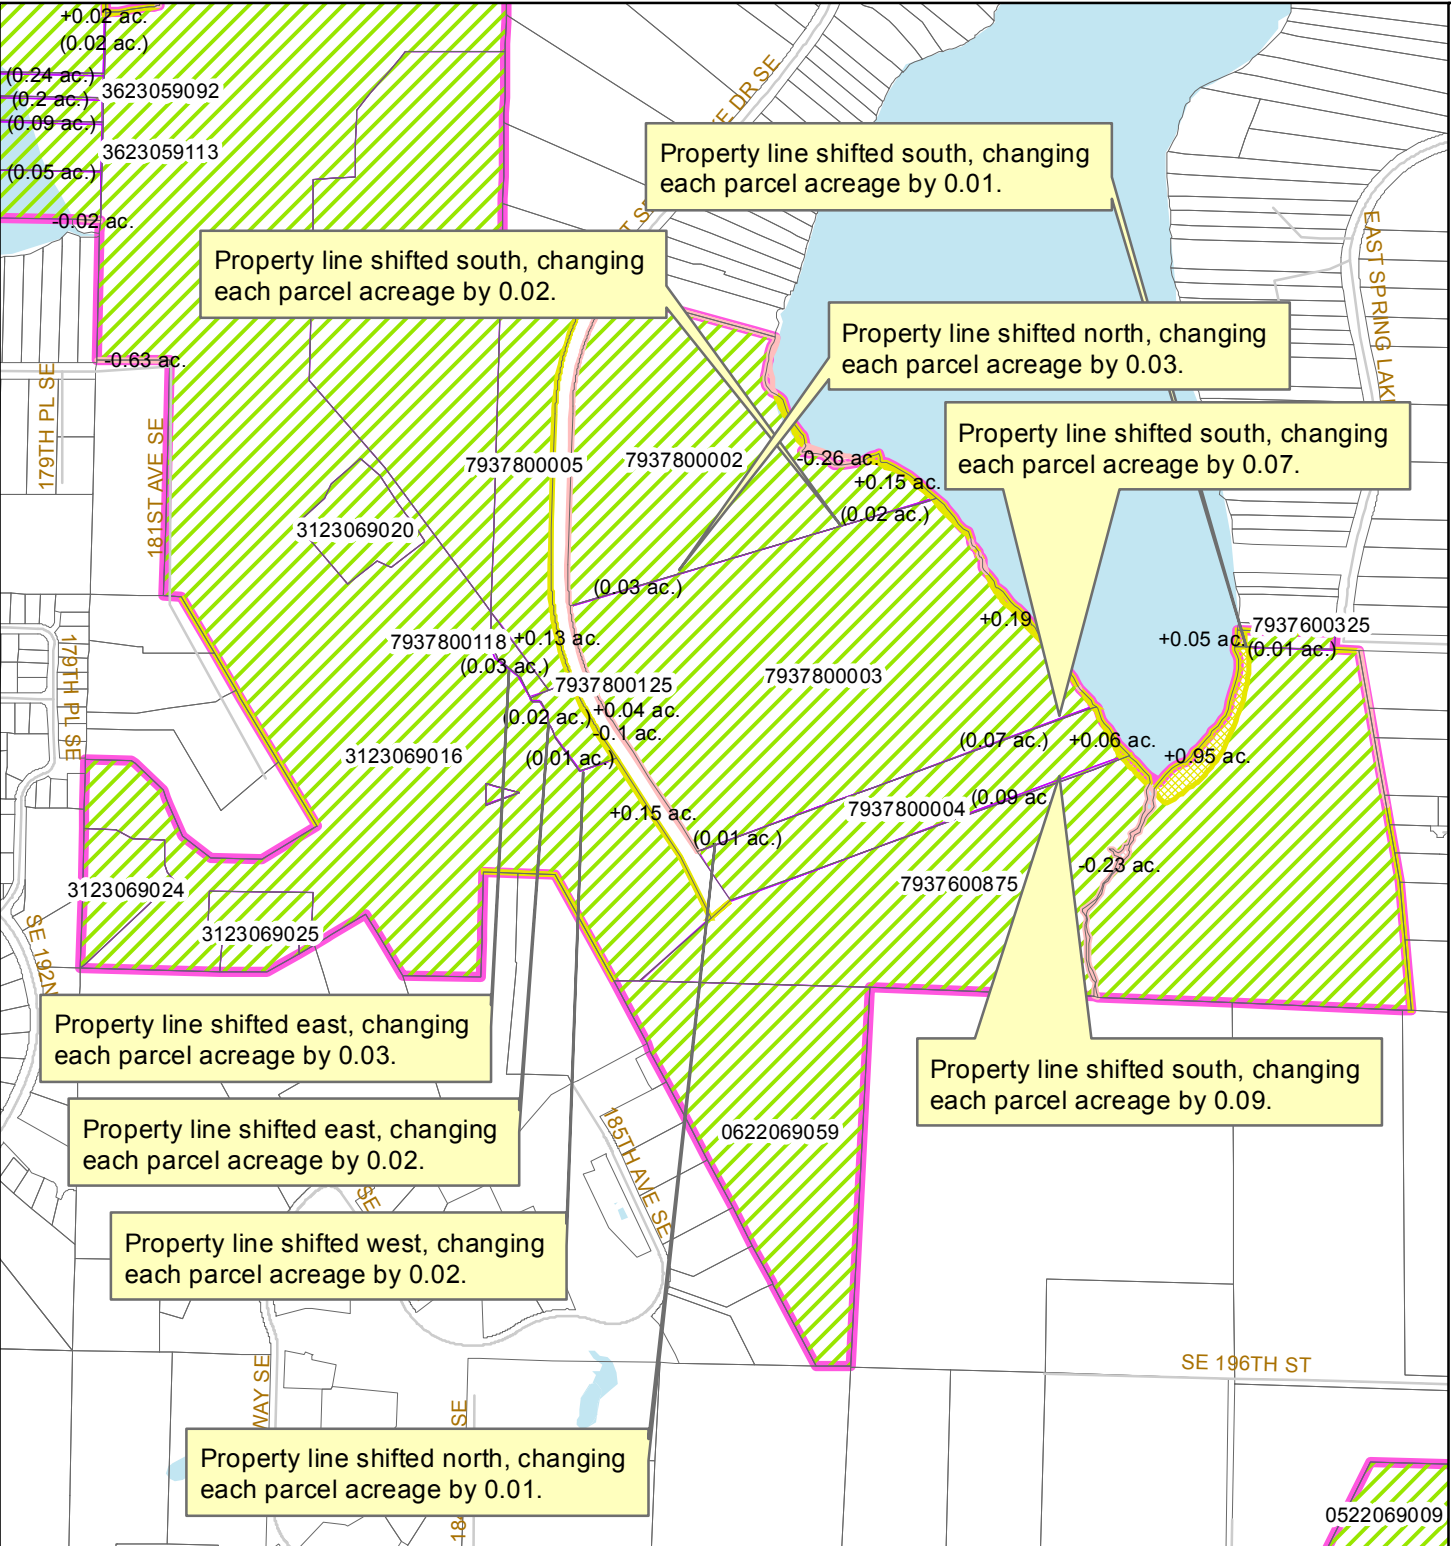 +0.02 ac.
(0.02 ac.)
(0.24 ac.)
3623059092
(0.2 ac.)
(0.09 ac.)
3623059113
(0.05 ac.)
-0.02 ac.
E DR SE
T S
Property line shifted south, changing
each parcel acreage by 0.01.
Property line shifted south, changing
each parcel acreage by 0.02.
EAST SPRING LAK
Property line shifted north, changing
each parcel acreage by 0.03.
-0.63 ac.
179TH PL SE
181ST AVE SE
Property line shifted south, changing
each parcel acreage by 0.07.
7937800005
7937800002
-0.26 ac.
+0.15 ac.
(0.02 ac.)
3123069020
(0.03 ac.)
+0.19
7937600325
+0.05 ac.
(0.01 ac.)
7937800118
+0.13 ac.
(0.03 ac.)
179TH PL SE
7937800125
7937800003
(0.02 ac.)
+0.04 ac.
-0.1 ac.
(0.07 ac.)
+0.06 ac.
+0.95 ac.
3123069016
(0.01 ac.)
+0.15 ac.
7937800004
(0.09 ac
(0.01 ac.)
-0.23 ac.
7937600875
3123069024
3123069025
SE 192N
Property line shifted east, changing
each parcel acreage by 0.03.
Property line shifted south, changing
each parcel acreage by 0.09.
Property line shifted east, changing
each parcel acreage by 0.02.
185TH AVE SE
0622069059
SE
Property line shifted west, changing
each parcel acreage by 0.02.
SE 196TH ST
WAY SE
SE
Property line shifted north, changing
each parcel acreage by 0.01.
18
0522069009